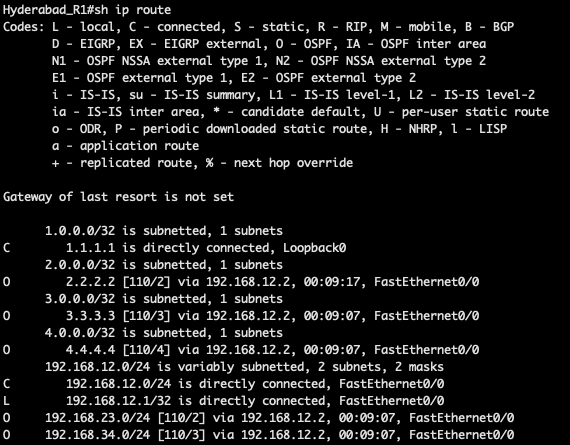 Hyderabad_R1#sh ip route
Codes: L - local, C - connected, S - static, R - RIP, M - mobile, B - BGP
D - EIGRP, EX - EIGRP external, O - OSPF, IA - OSPF inter area
N1 - OSPF NSSA external type 1, N2 - OSPF NSSA external type 2
E1 - OSPF external type 1, E2 - OSPF external type 2
i - IS-IS, su - IS-IS summary, L1 - IS-IS level-1, L2 - IS-IS level-2
ia - IS-IS inter area, * - candidate default, U - per-user static route
o - ODR, P - periodic downloaded static route, H - NHRP, l - LISP
a - application route
+ - replicated route, % - next hop override
Gateway of last resort is not set
1.0.0.0/32 is subnetted, 1 subnets
C 1.1.1.1 is directly connected, Loopback0
2.0.0.0/32 is subnetted, 1 subnets
O 2.2.2.2 [110/2] via 192.168.12.2, 00:09:17, FastEthernet0/0
3.0.0.0/32 is subnetted, 1 subnets
O 3.3.3.3 [110/3] via 192.168.12.2, 00:09:07, FastEthernet0/0
4.0.0.0/32 is subnetted, 1 subnets
O 4.4.4.4 [110/4] via 192.168.12.2, 00:09:07, FastEthernet0/0
192.168.12.0/24 is variably subnetted, 2 subnets, 2 masks
C 192.168.12.0/24 is directly connected, FastEthernet0/0
L 192.168.12.1/32 is directly connected, FastEthernet0/0
O 192.168.23.0/24 [110/2] via 192.168.12.2, 00:09:07, FastEthernet0/0
O 192.168.34.0/24 [110/3] via 192.168.12.2, 00:09:07, FastEthernet0/0